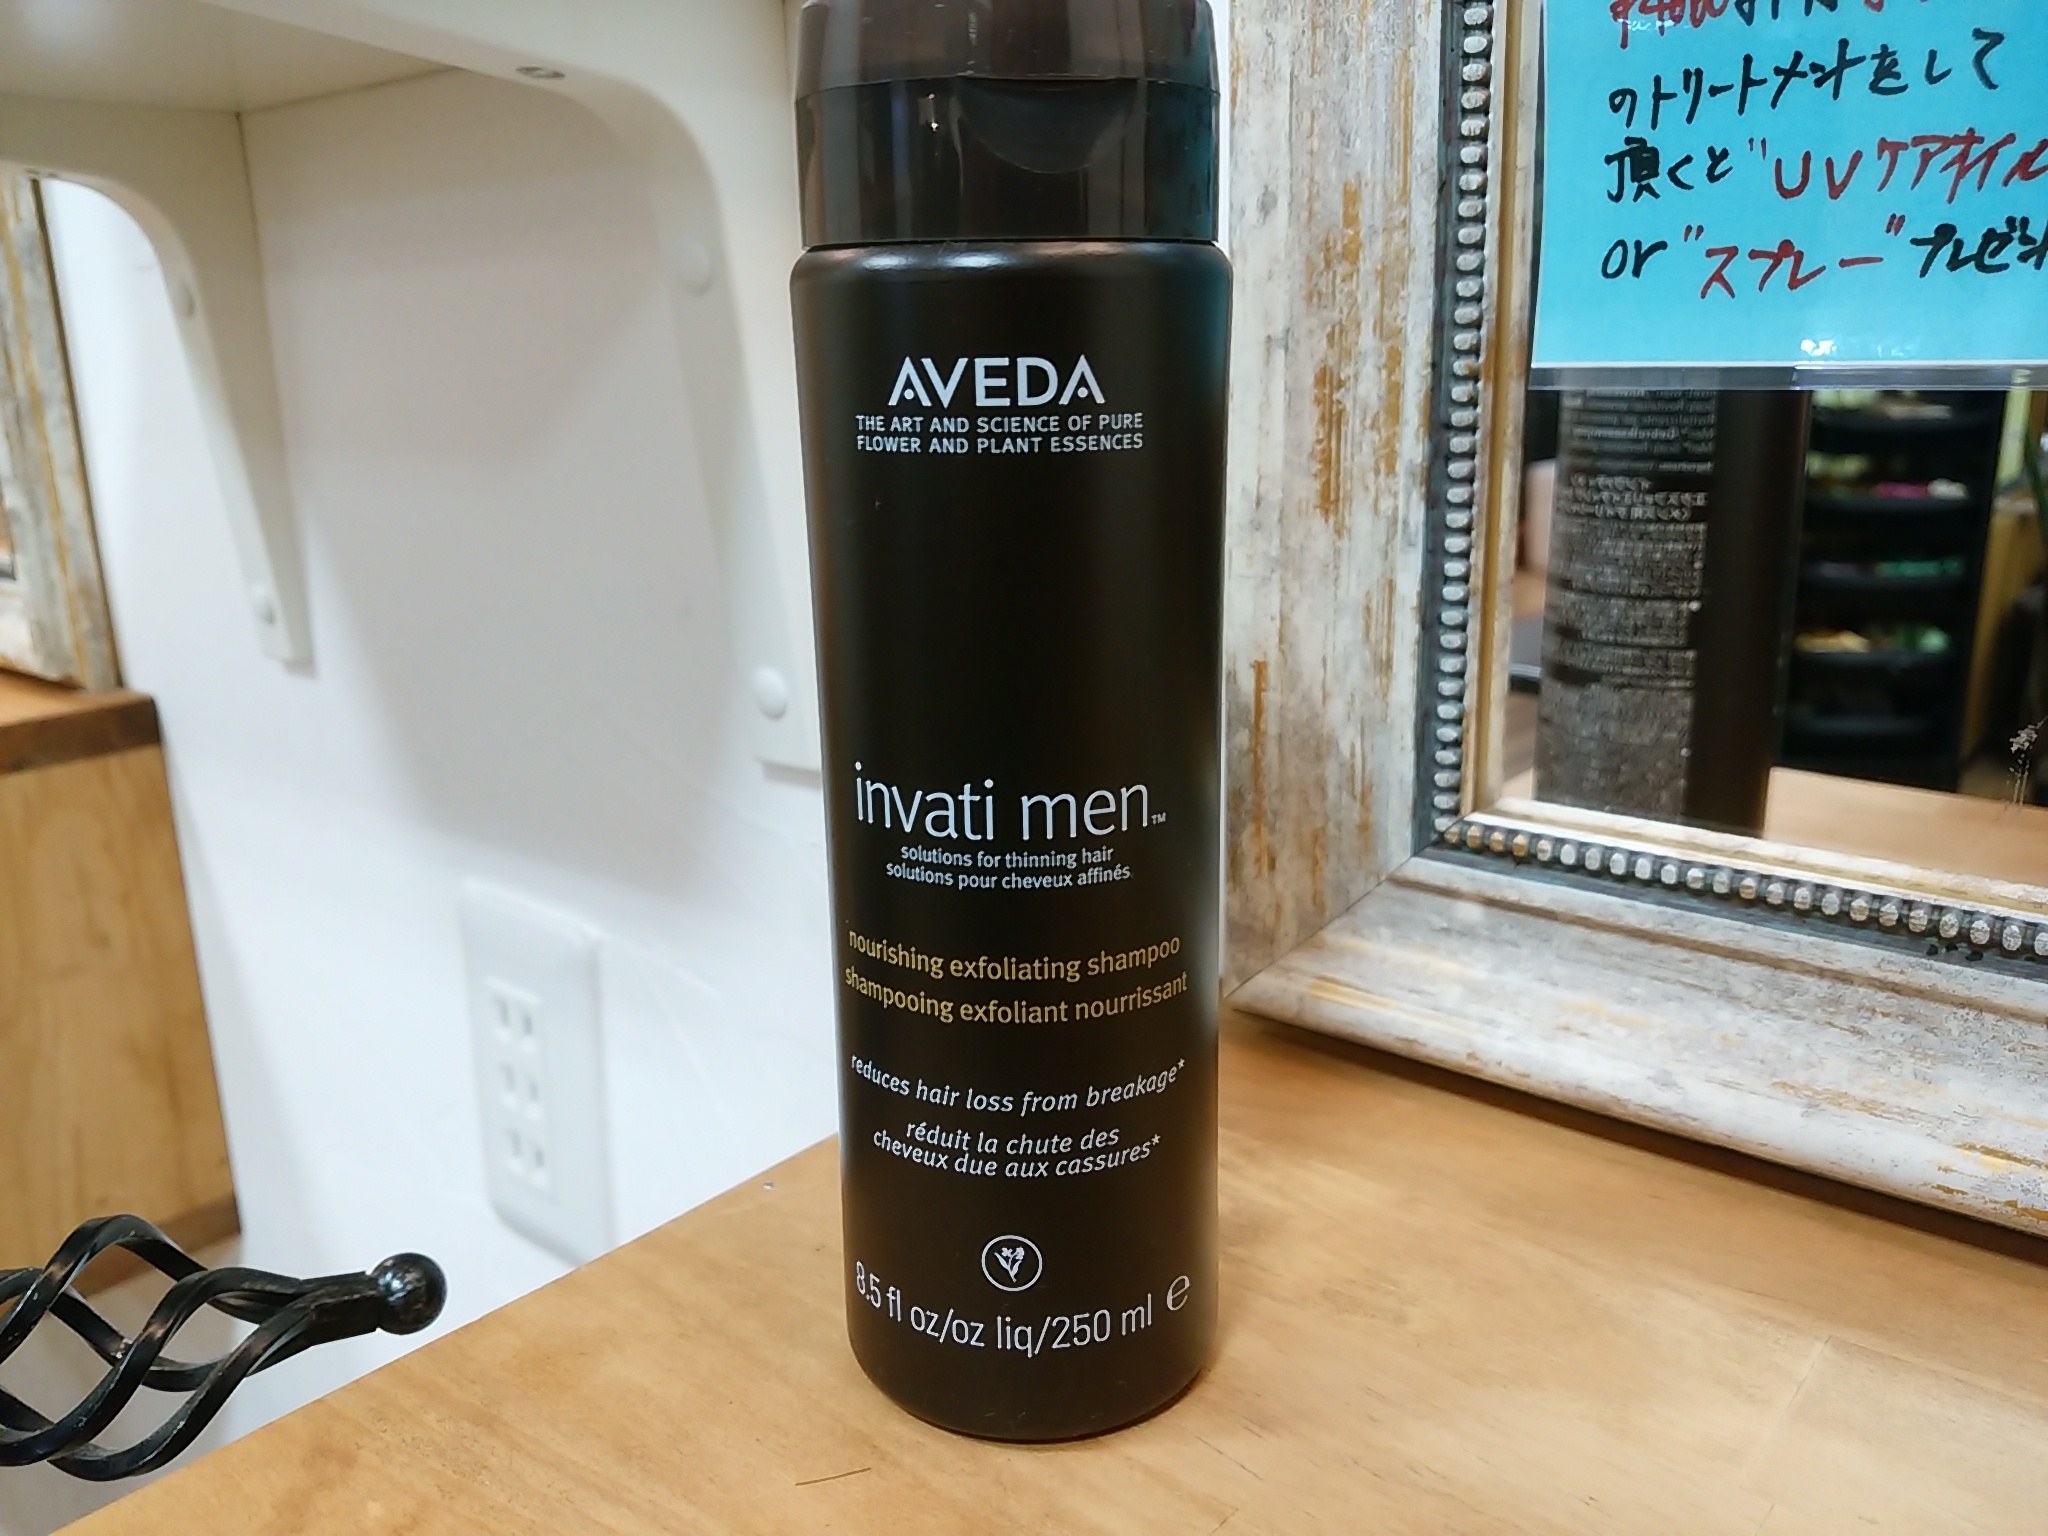 AVEDA
THE ART AND SCIENCE OF PURE
FLOWER AND PLANT ESSENCES
invati men™
solutions for thinning hair
solutions pour cheveux affinés
nourishing exfoliating shampoo
shampooing exfoliant nourrissant
reduces hair loss from breakage*
réduit la chute des
cheveux due aux cassures*
8.5 fl oz/oz liq/250 ml ℮
のトリートメントをして
頂くと"UVケアオイル
or "スプレー" プレゼント